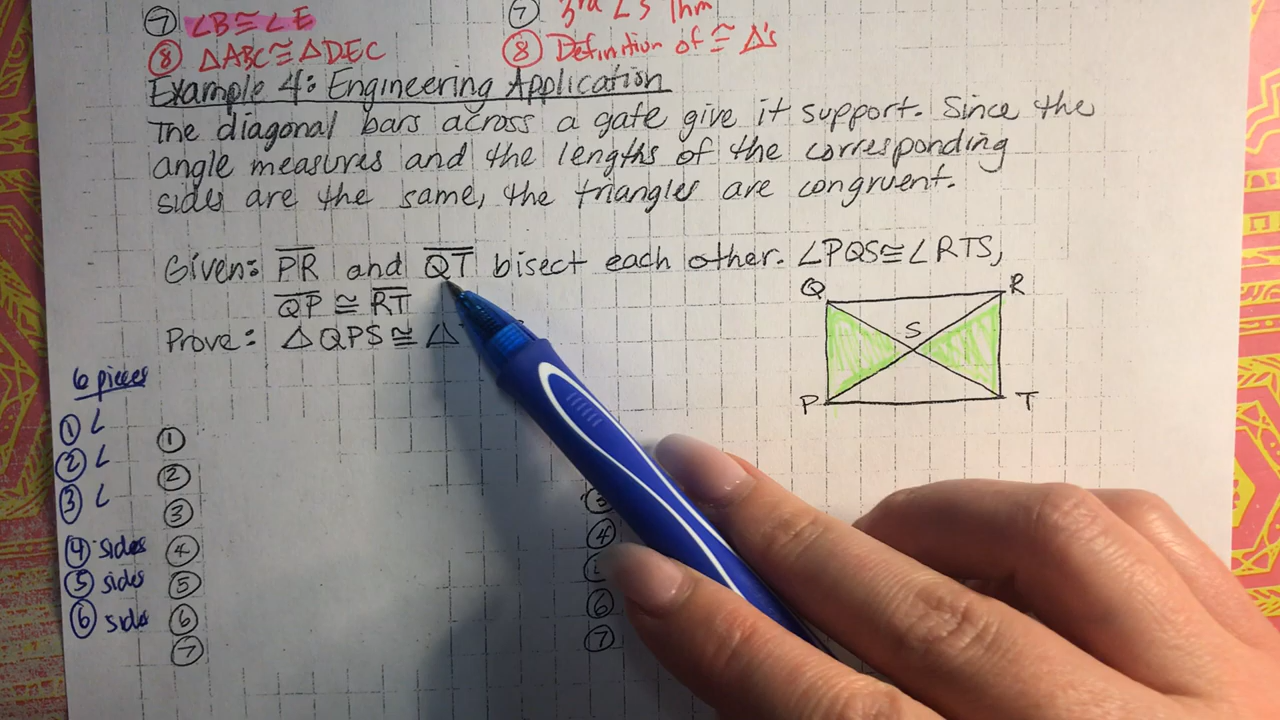 ⑦ ∠B≅∠E ⑦ 3rd ∠'s Thm
⑧ △ABC≅△DEC ⑧ Definition of ≅ △'s
Example 4: Engineering Application
The diagonal bars across a gate give it support. Since the
angle measures and the lengths of the corresponding
sides are the same, the triangles are congruent.
Given: PR and QT bisect each other. ∠PQS≅∠RTS,
QP ≅ RT
Prove: △QPS≅△
Q R
S
P T
6 pieces
① ∠
② ∠
③ ∠
④ sides
⑤ sides
⑥ side
①
②
③ ③
④ ④
⑤
⑥ ⑥
⑦ ⑦